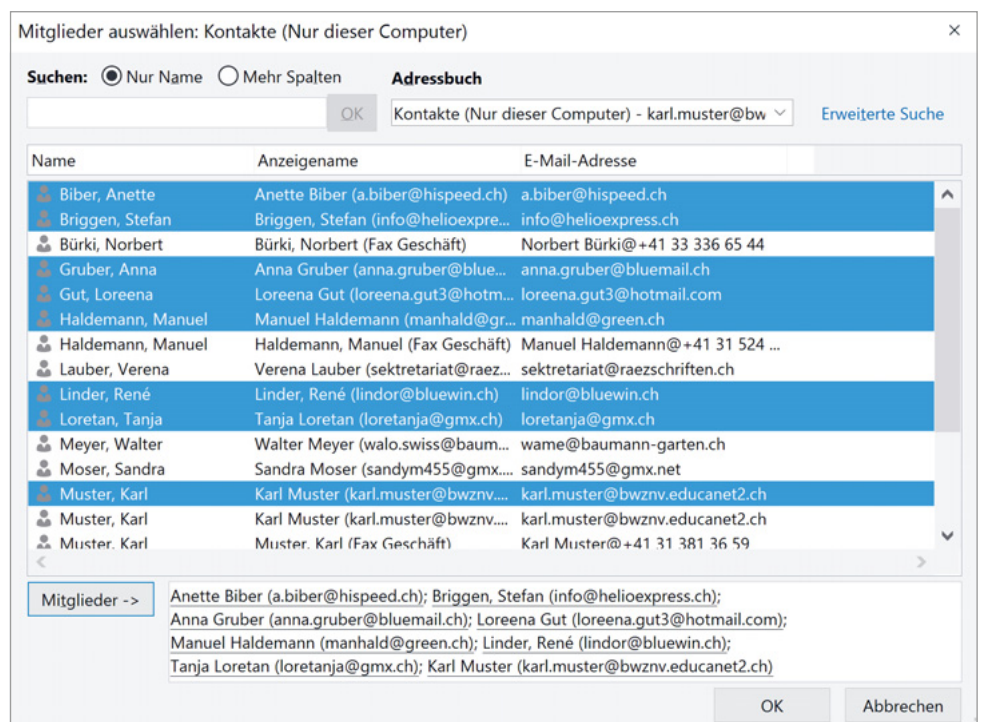 Mitglieder auswählen: Kontakte (Nur dieser Computer)
Suchen: Nur Name Mehr Spalten Adressbuch
OK Kontakte (Nur dieser Computer) - karl.muster@bw Erweiterte Suche
Name Anzeigename E-Mail-Adresse
Biber, Anette Anette Biber (a.biber@hispeed.ch) a.biber@hispeed.ch
Briggen, Stefan Briggen, Stefan (info@helioexpre... info@helioexpress.ch
Bürki, Norbert Bürki, Norbert (Fax Geschäft) Norbert Bürki@+41 33 336 65 44
Gruber, Anna Anna Gruber (anna.gruber@blue... anna.gruber@bluemail.ch
Gut, Loreena Loreena Gut (loreena.gut3@hotm... loreena.gut3@hotmail.com
Haldemann, Manuel Manuel Haldemann (manhald@gr... manhald@green.ch
Haldemann, Manuel Haldemann, Manuel (Fax Geschäft) Manuel Haldemann@+41 31 524 ...
Lauber, Verena Verena Lauber (sektretariat@raez... sektretariat@raezschriften.ch
Linder, René Linder, René (lindor@bluewin.ch) lindor@bluewin.ch
Loretan, Tanja Tanja Loretan (loretanja@gmx.ch) loretanja@gmx.ch
Meyer, Walter Walter Meyer (walo.swiss@baum... wame@baumann-garten.ch
Moser, Sandra Sandra Moser (sandym455@gmx.... sandym455@gmx.net
Muster, Karl Karl Muster (karl.muster@bwznv.... karl.muster@bwznv.educanet2.ch
Muster, Karl Karl Muster (karl.muster@bwznv.... karl.muster@bwznv.educanet2.ch
Muster, Karl Muster, Karl (Fax Geschäft) Karl Muster@+41 31 381 36 59
Mitglieder -> Anette Biber (a.biber@hispeed.ch); Briggen, Stefan (info@helioexpress.ch);
Anna Gruber (anna.gruber@bluemail.ch); Loreena Gut (loreena.gut3@hotmail.com);
Manuel Haldemann (manhald@green.ch); Linder, René (lindor@bluewin.ch);
Tanja Loretan (loretanja@gmx.ch); Karl Muster (karl.muster@bwznv.educanet2.ch)
OK Abbrechen